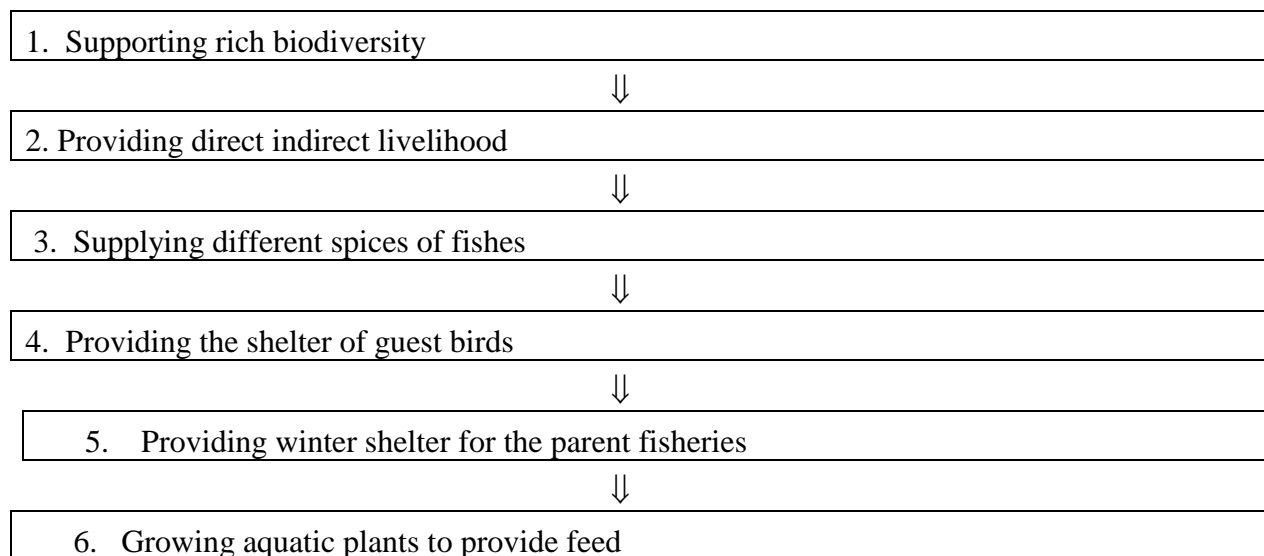 1. Supporting rich biodiversity
⇓
2. Providing direct indirect livelihood
⇓
3. Supplying different spices of fishes
⇓
4. Providing the shelter of guest birds
⇓
5. Providing winter shelter for the parent fisheries
⇓
6. Growing aquatic plants to provide feed